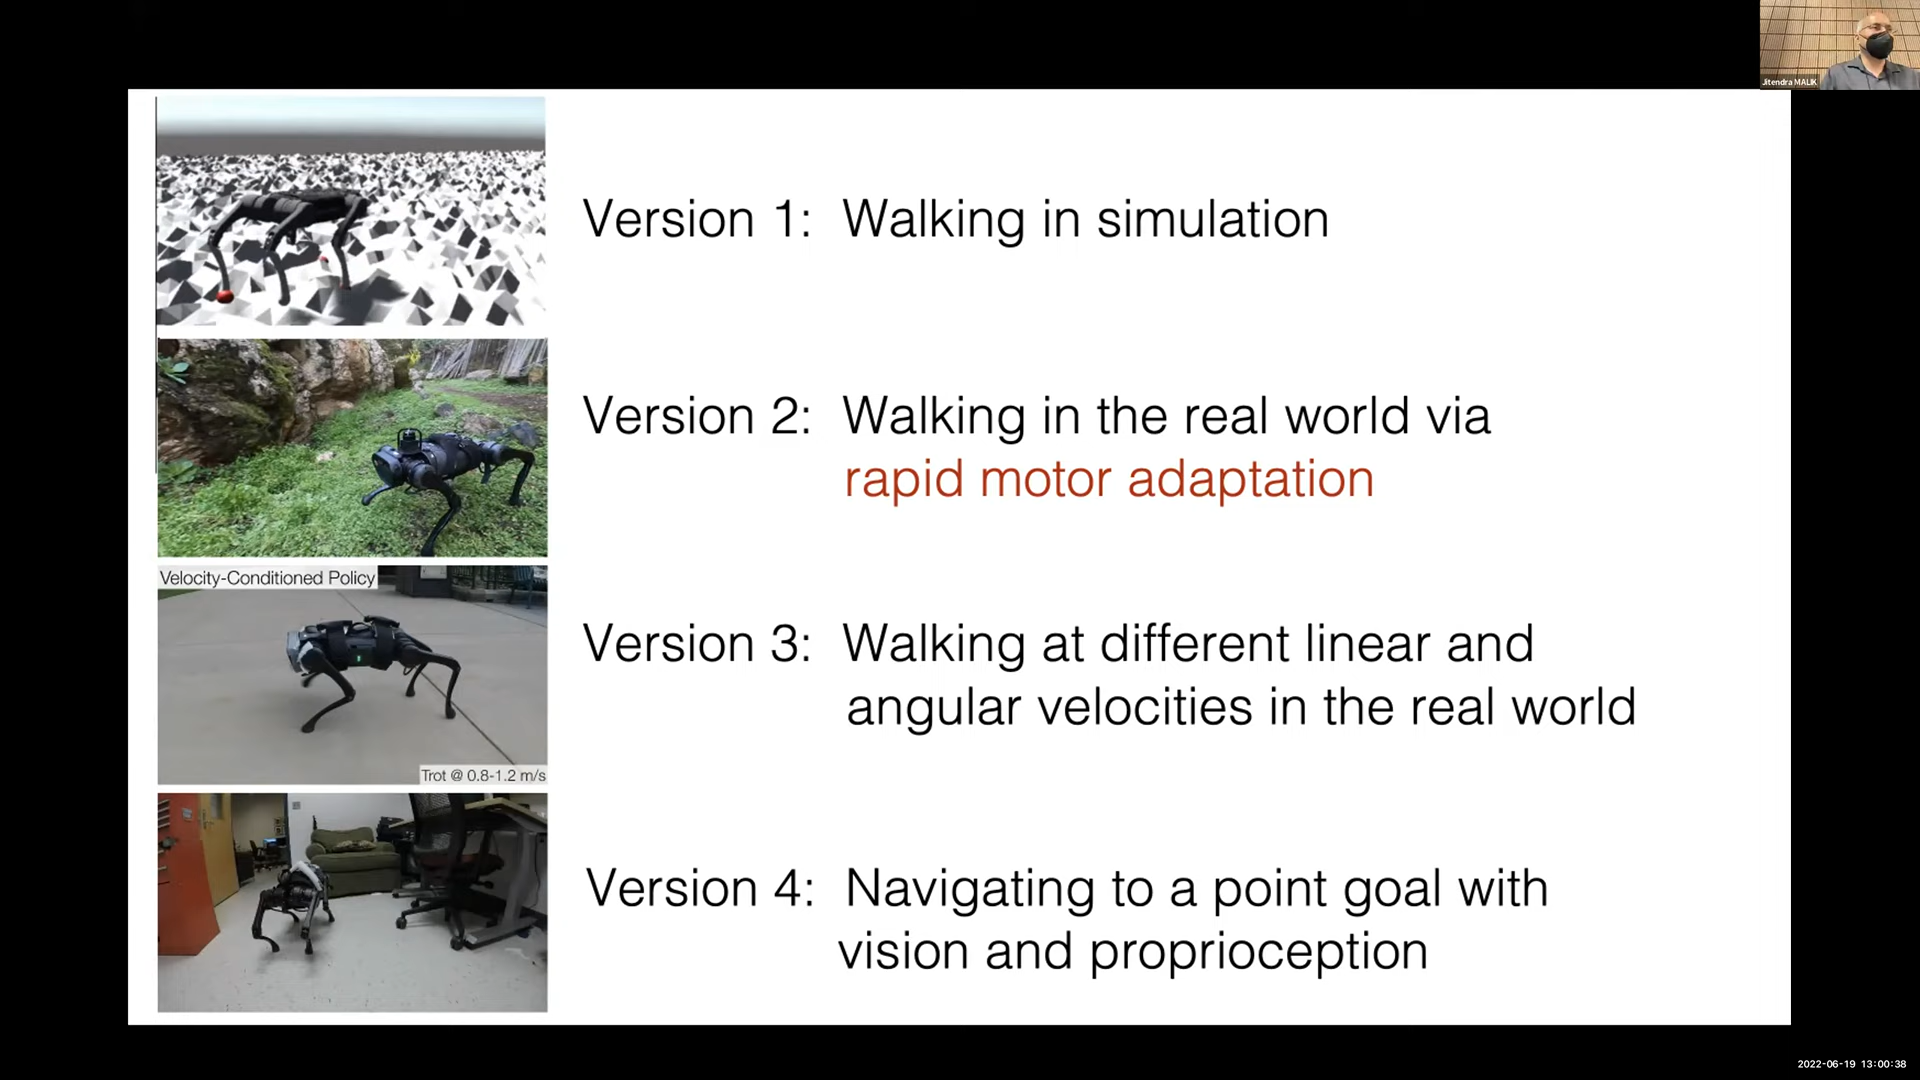 Jitendra MALIK
Version 1: Walking in simulation
Version 2: Walking in the real world via
rapid motor adaptation
Velocity-Conditioned Policy
Version 3: Walking at different linear and
angular velocities in the real world
Trot @ 0.8-1.2 m/s
Version 4: Navigating to a point goal with
vision and proprioception
2022-06-19 13:00:38